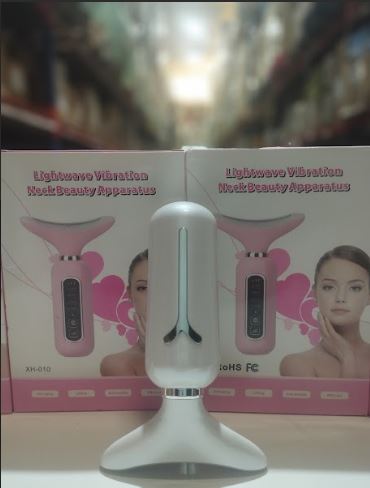 Lightwave Vibration
Neck Beauty Apparatus
XH-010
Lightwave Vibration
Neck Beauty Apparatus
RoHS FC